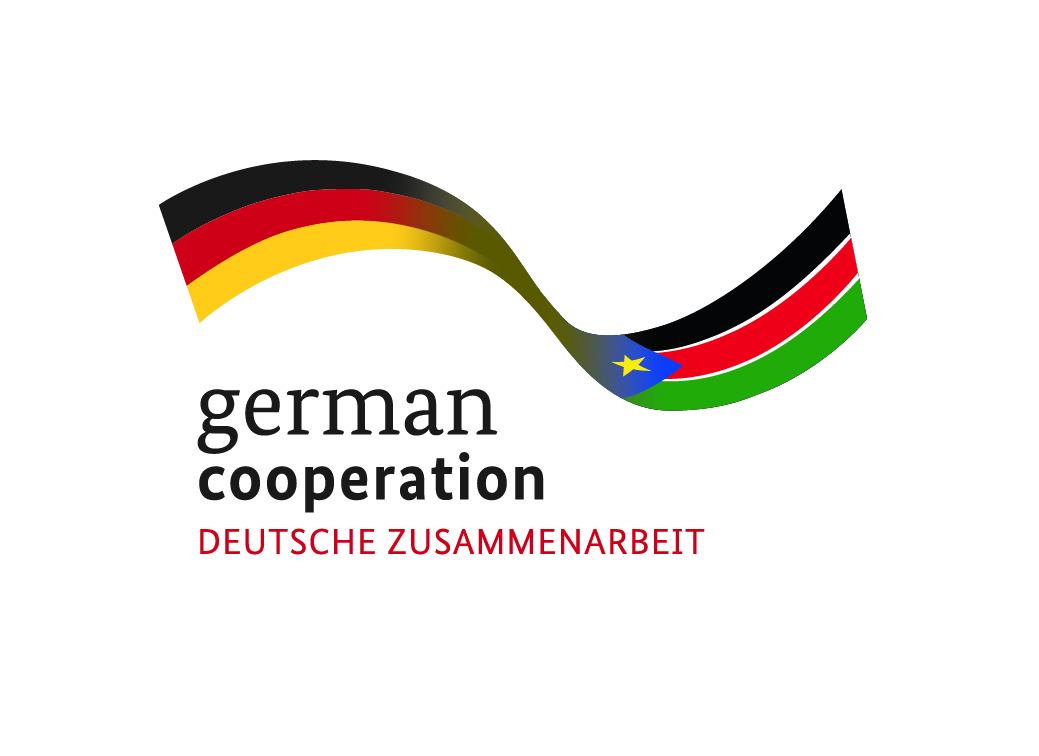 german
cooperation
DEUTSCHE ZUSAMMENARBEIT